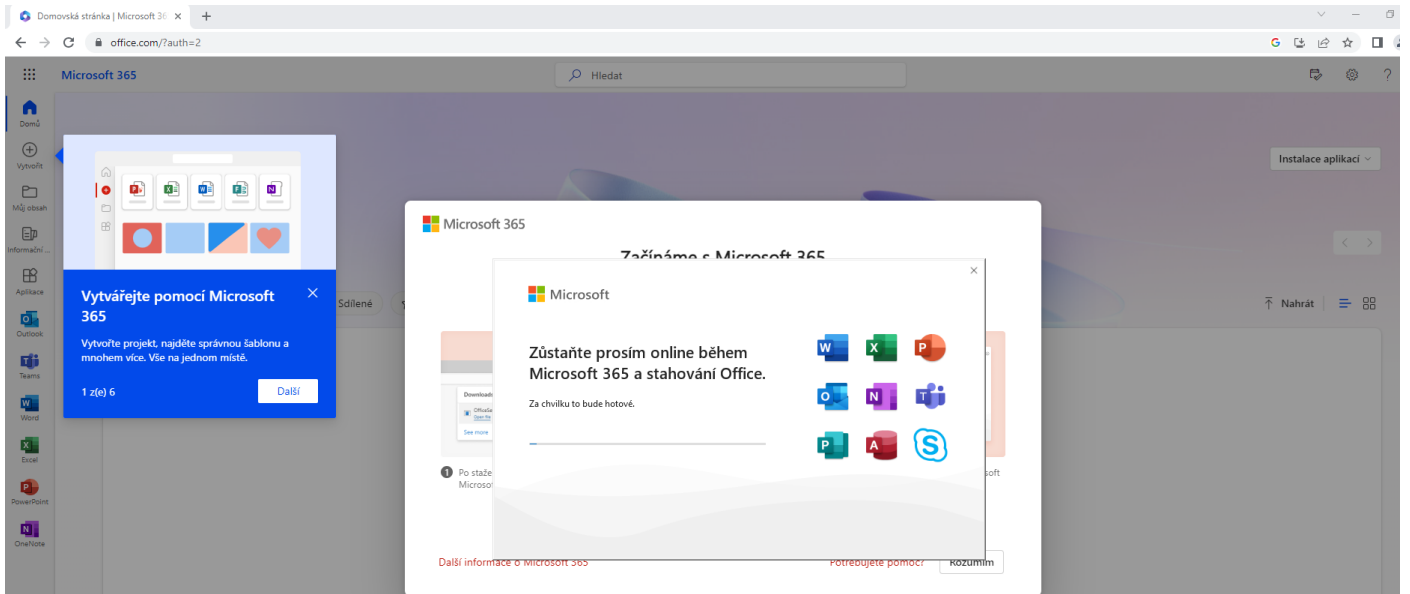 Domovská stránka | Microsoft 36
office.com/?auth=2
Microsoft 365
Hledat
Domů
Vytvořit
Můj obsah
Informační ...
Aplikace
Outlook
Teams
Word
Excel
PowerPoint
OneNote
Instalace aplikací
Vytvářejte pomocí Microsoft
365
Vytvořte projekt, najděte správnou šablonu a
mnohem více. Vše na jednom místě.
1 z(e) 6
Další
Sdílené
Nahrát
Microsoft 365
Začínáme s Microsoft 365
Downloads
Open file
See more
1 Po staže
Microsof
soft
Microsoft
Zůstaňte prosím online během
Microsoft 365 a stahování Office.
Za chvilku to bude hotové.
Další informace o Microsoft 365
Potřebujete pomoc?
Rozumím